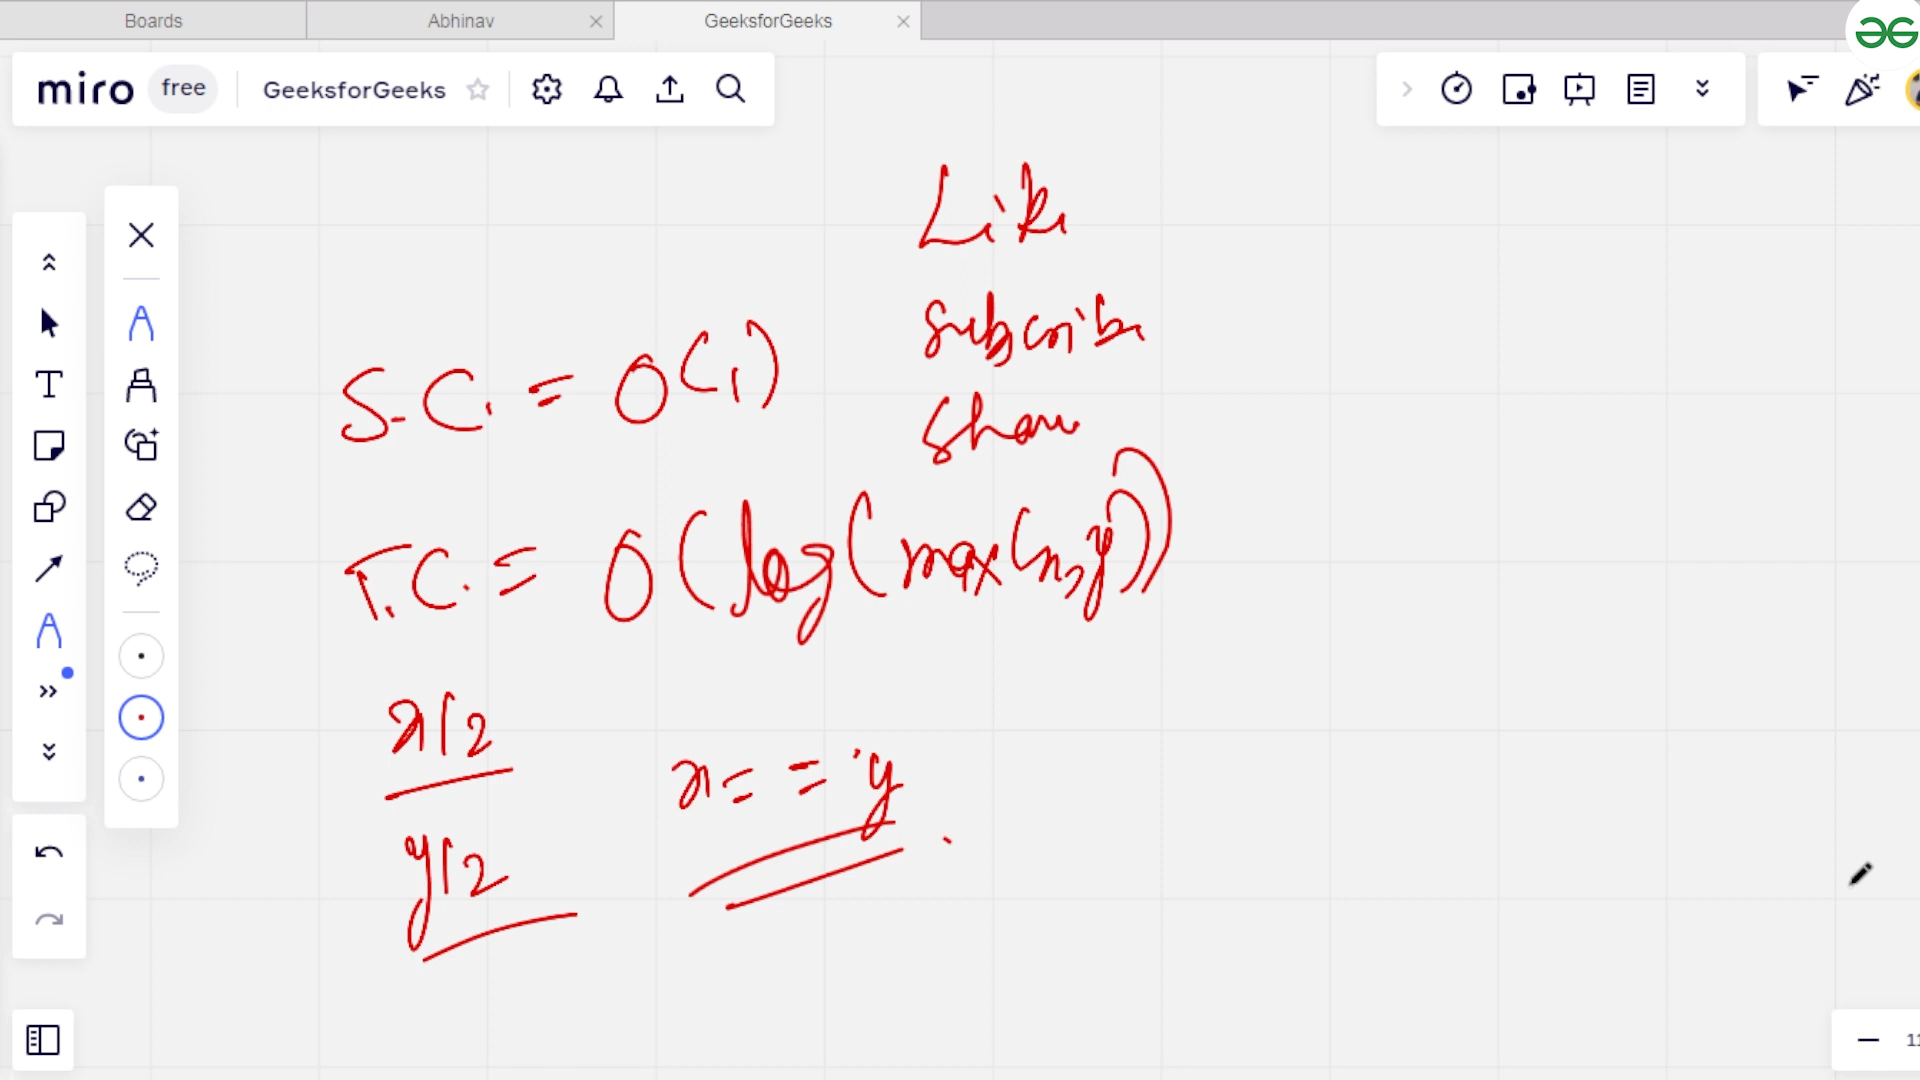 Boards Abhinav GeeksforGeeks
miro free GeeksforGeeks
Like
Subscribe
Share
S.C. = O(1)
T.C. = O(log(max(x,y)))
x/2
x = = y
y/2